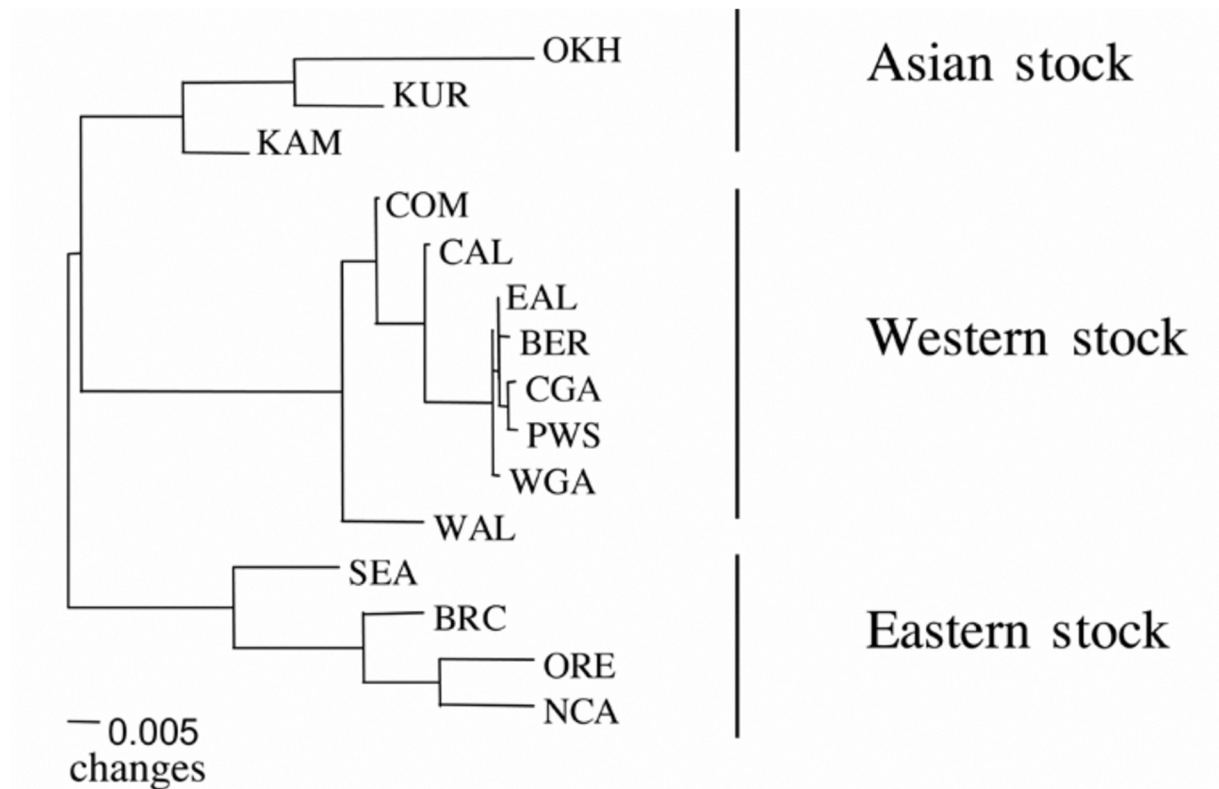 OKH
Asian stock
KUR
KAM
COM
CAL
EAL
BER
Western stock
CGA
PWS
WGA
WAL
SEA
BRC
Eastern stock
ORE
NCA
0.005
changes